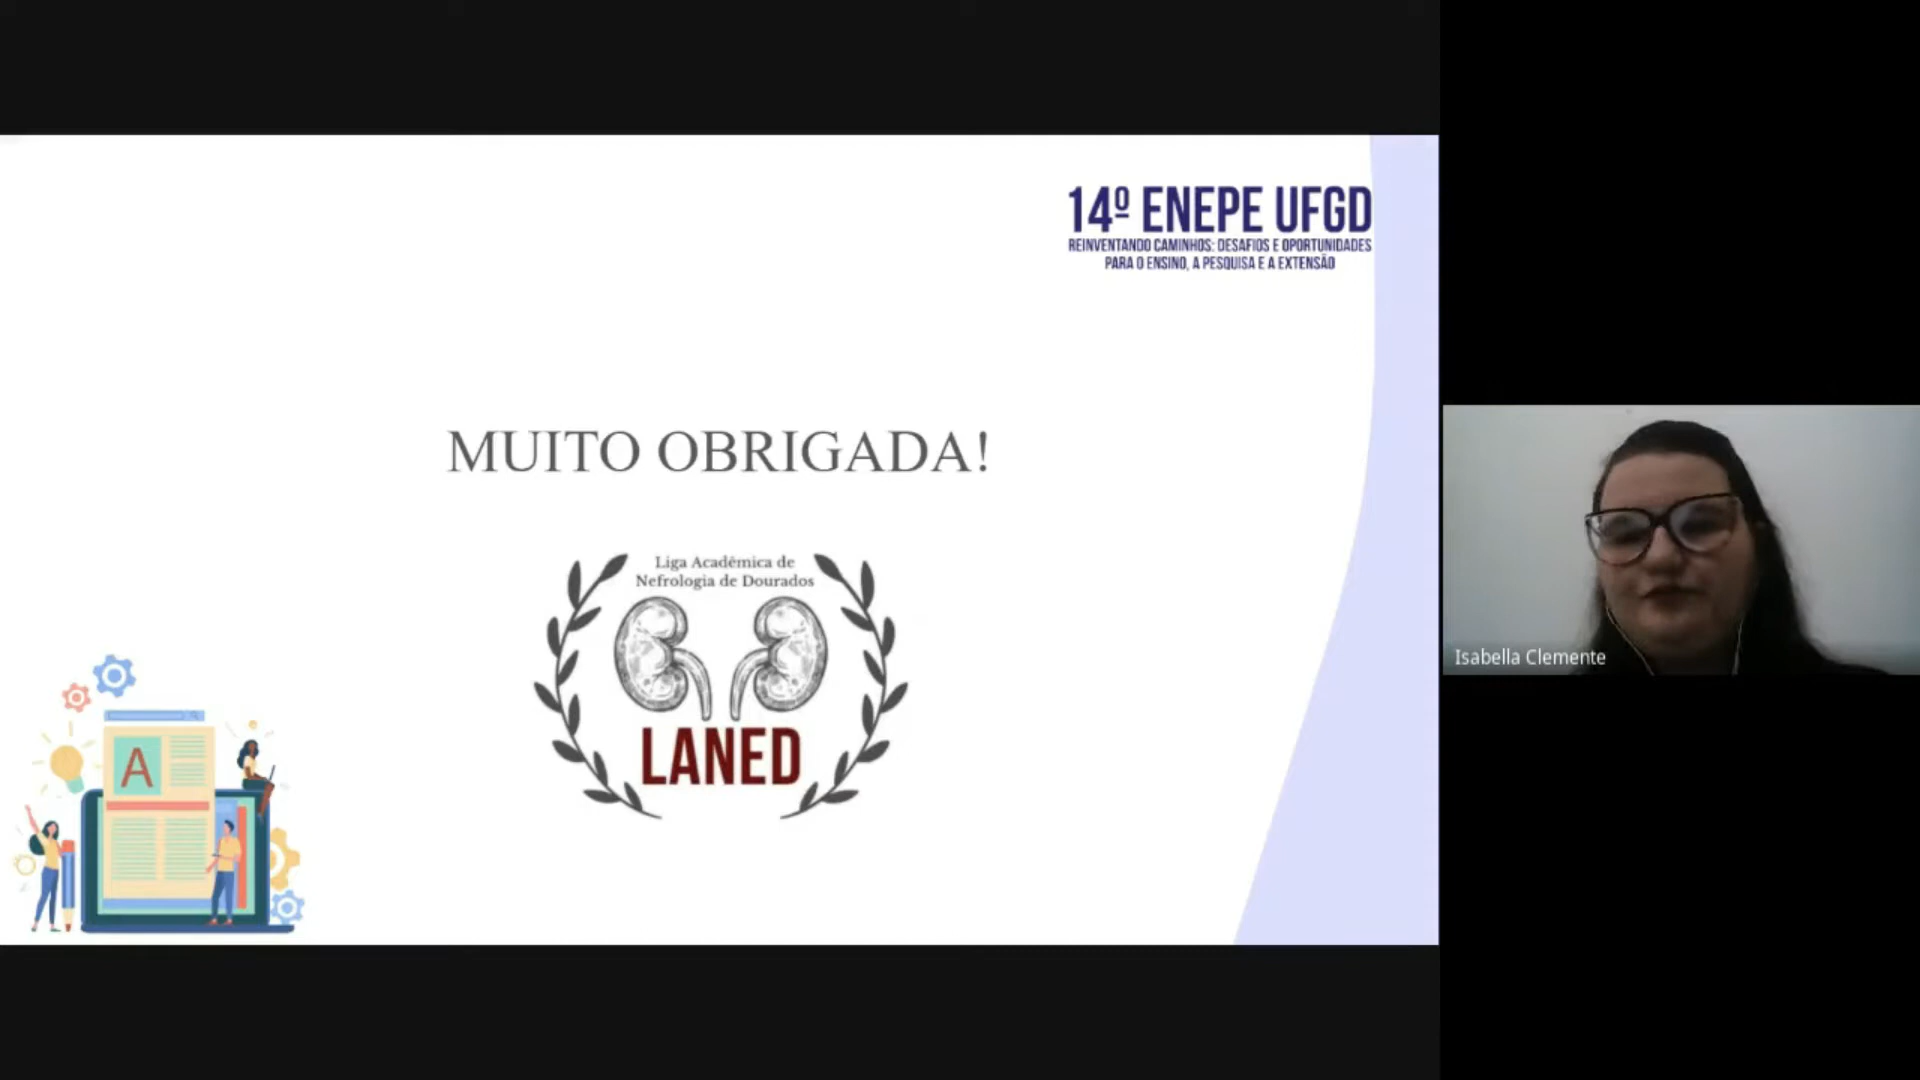 14º ENEPE UFGD
REINVENTANDO CAMINHOS: DESAFIOS E OPORTUNIDADES
PARA O ENSINO, A PESQUISA E A EXTENSÃO
MUITO OBRIGADA!
Liga Acadêmica de
Nefrologia de Dourados
LANED
A
Isabella Clemente